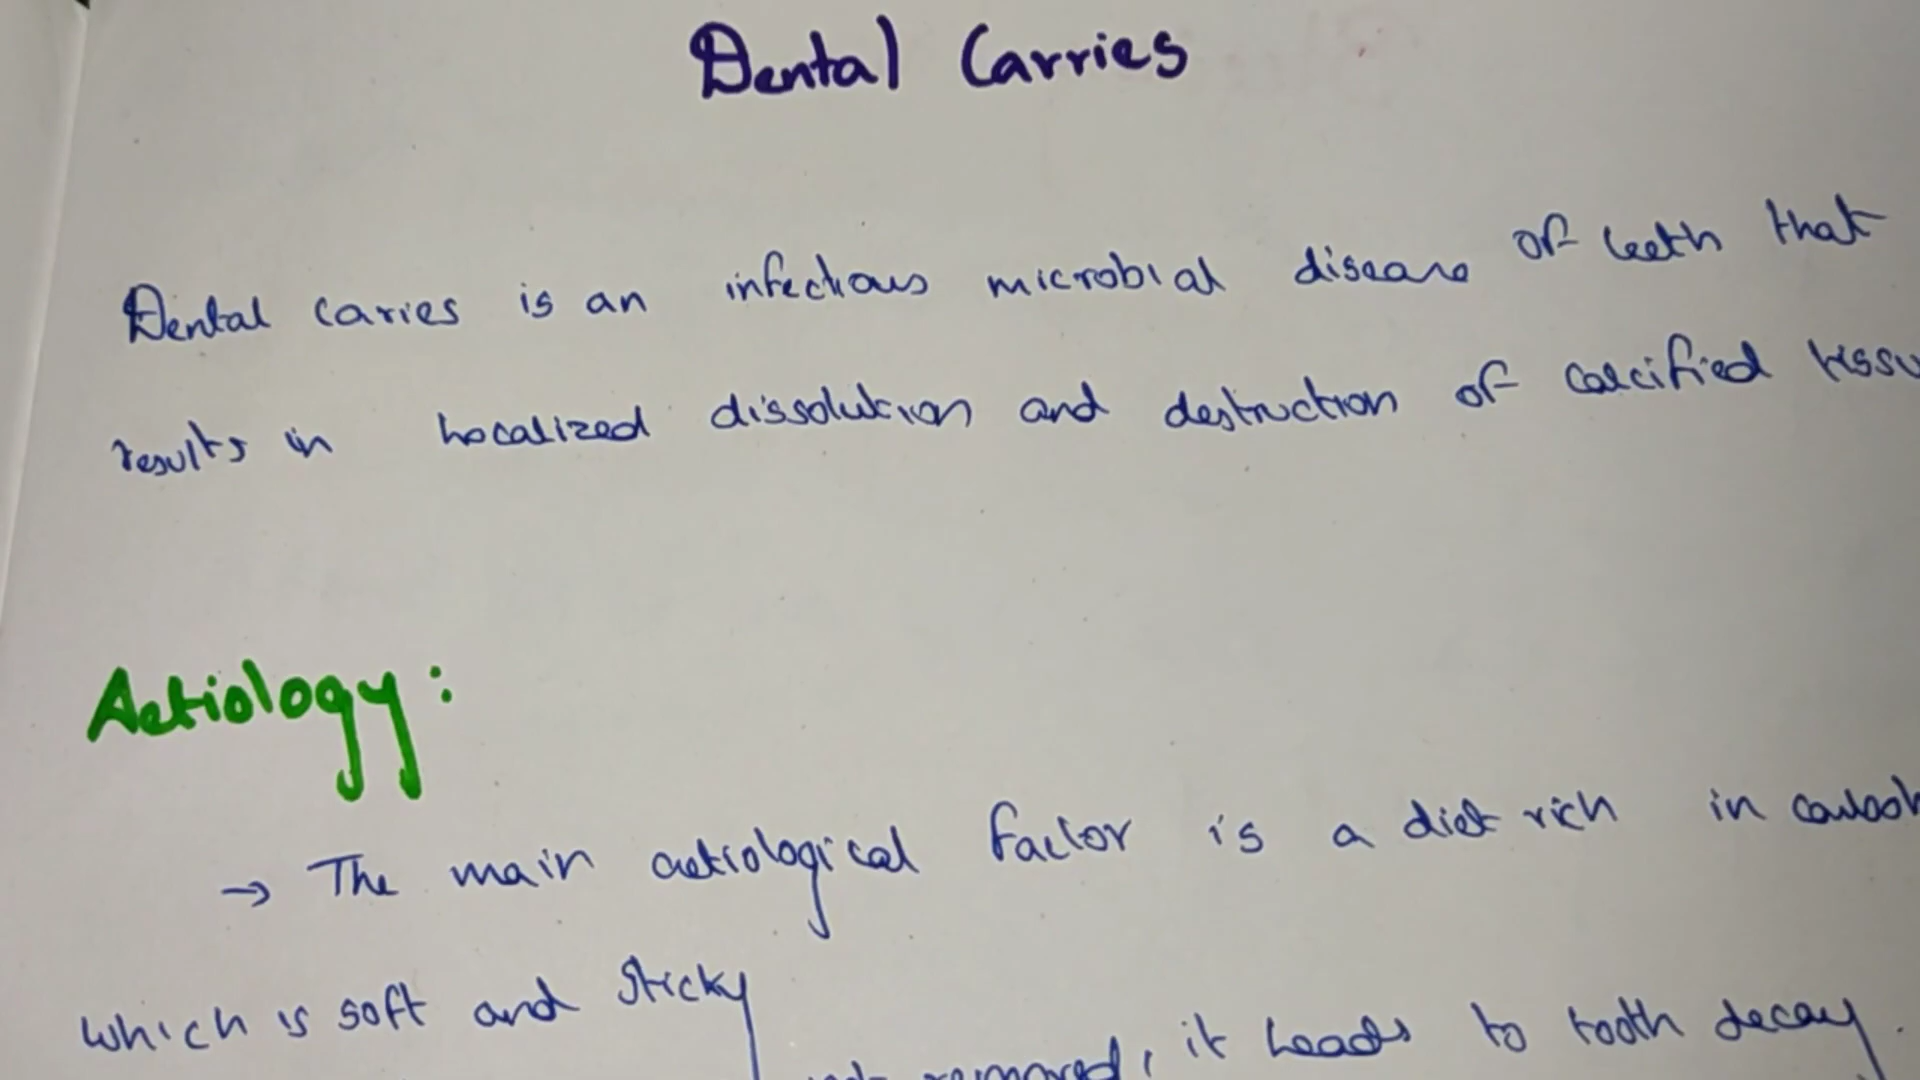 Dental Carries
Dental caries is an infectious microbial disease of teeth that
results in localized dissolution and destruction of calcified tissu
Aetiology:
→ The main aetiological factor is a diet rich in
which is soft and sticky
removed, it leads to tooth decay.